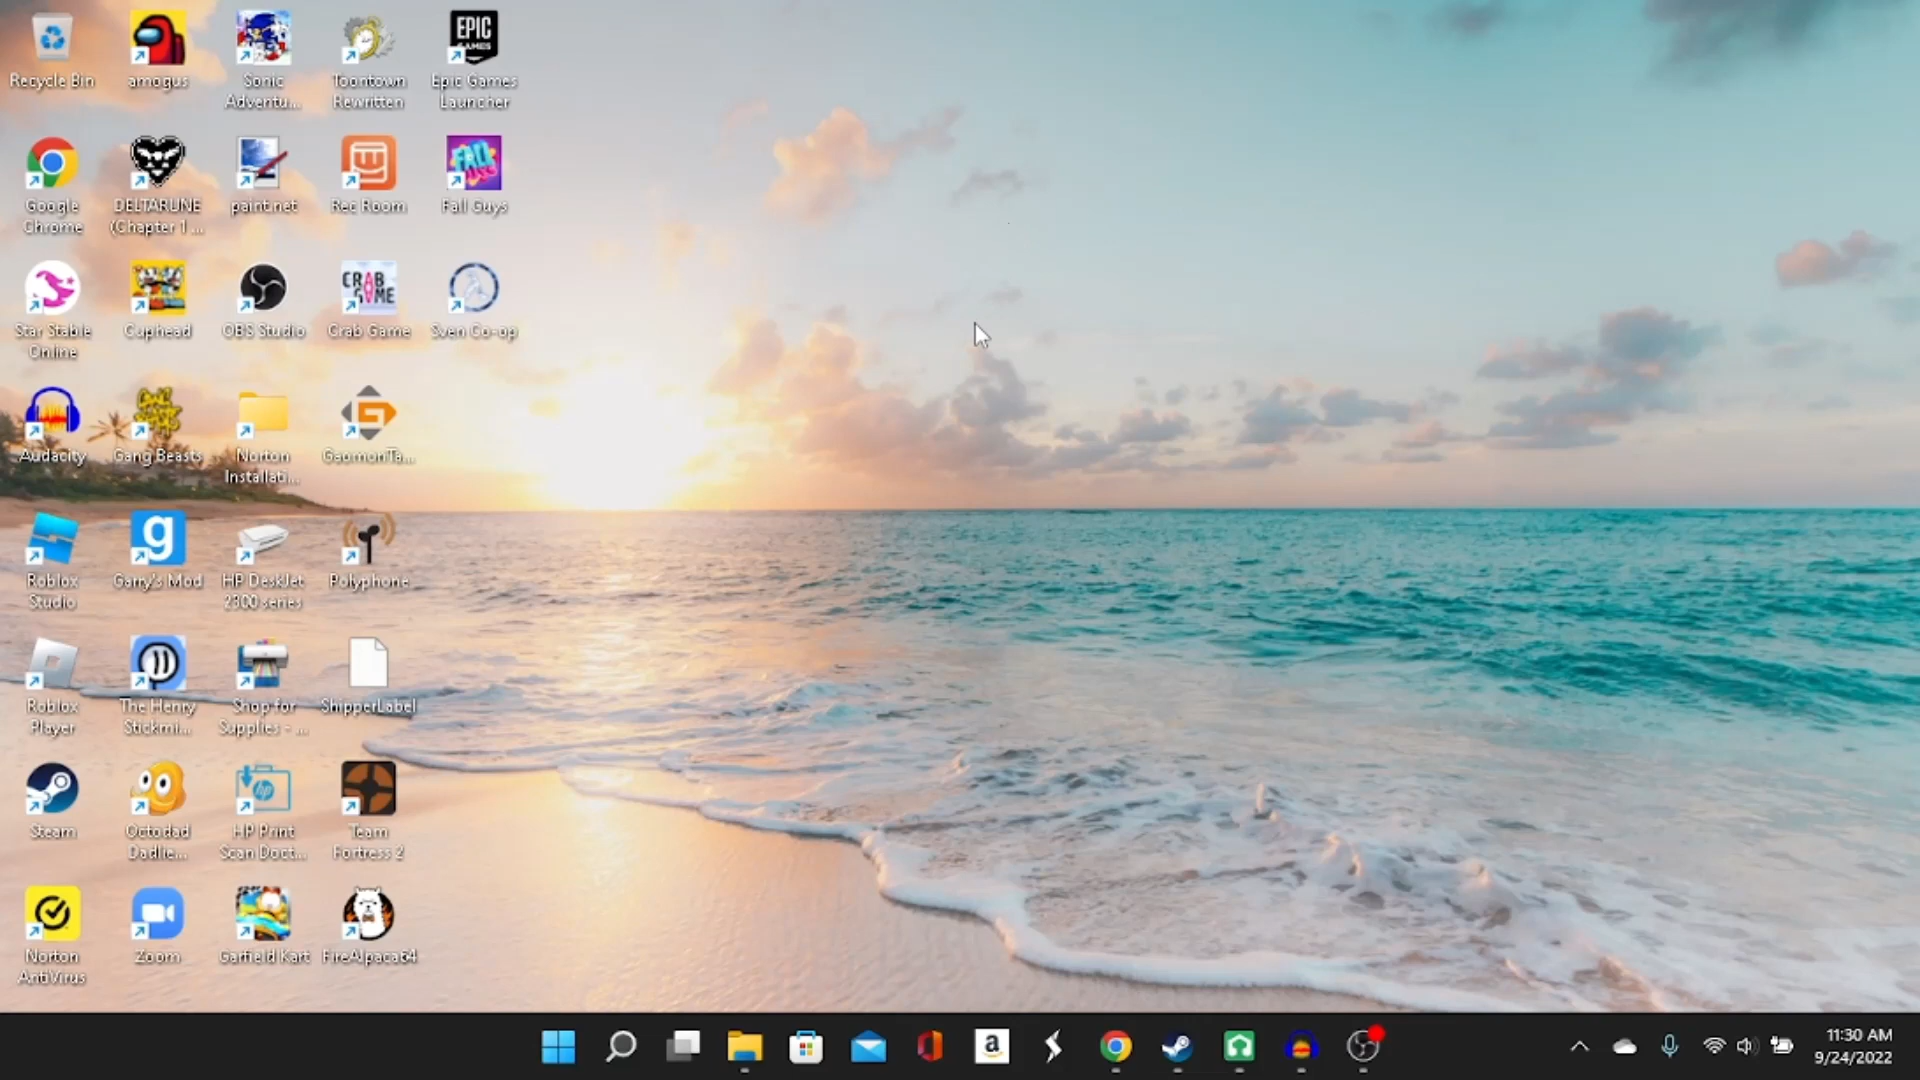 Recycle Bin
amogus
Sonic
Adventu...
Toontown
Rewritten
EPIC
GAMES
Epic Games
Launcher
Google
Chrome
DELTARUNE
(Chapter 1 ...
paint.net
Rec Room
FALL
GUYS
Fall Guys
Star Stable
Online
Cuphead
OBS Studio
CRAB
GAME
Crab Game
Sven Co-op
Audacity
Gang Beasts
Norton
Installati...
GaomonTa...
Roblox
Studio
g
Garry's Mod
HP DeskJet
2300 series
Polyphone
Roblox
Player
The Henry
Stickmi...
Shop for
Supplies - ...
ShipperLabel
Steam
Octodad
Dadlie...
hp
HP Print
Scan Doct...
Team
Fortress 2
Norton
AntiVirus
Zoom
Garfield Kart
FireAlpaca64
a
11:30 AM
9/24/2022